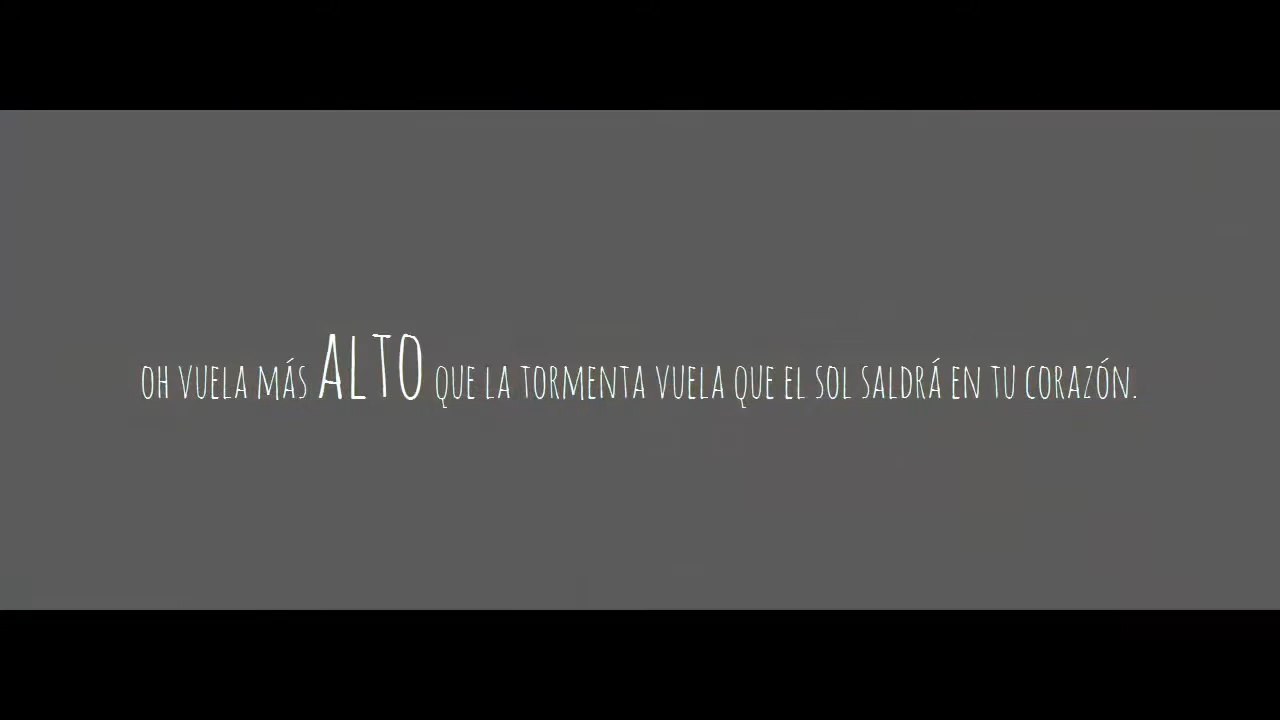 OH VUELA MÁS ALTO QUE LA TORMENTA VUELA QUE EL SOL SALDRÁ EN TU CORAZÓN.